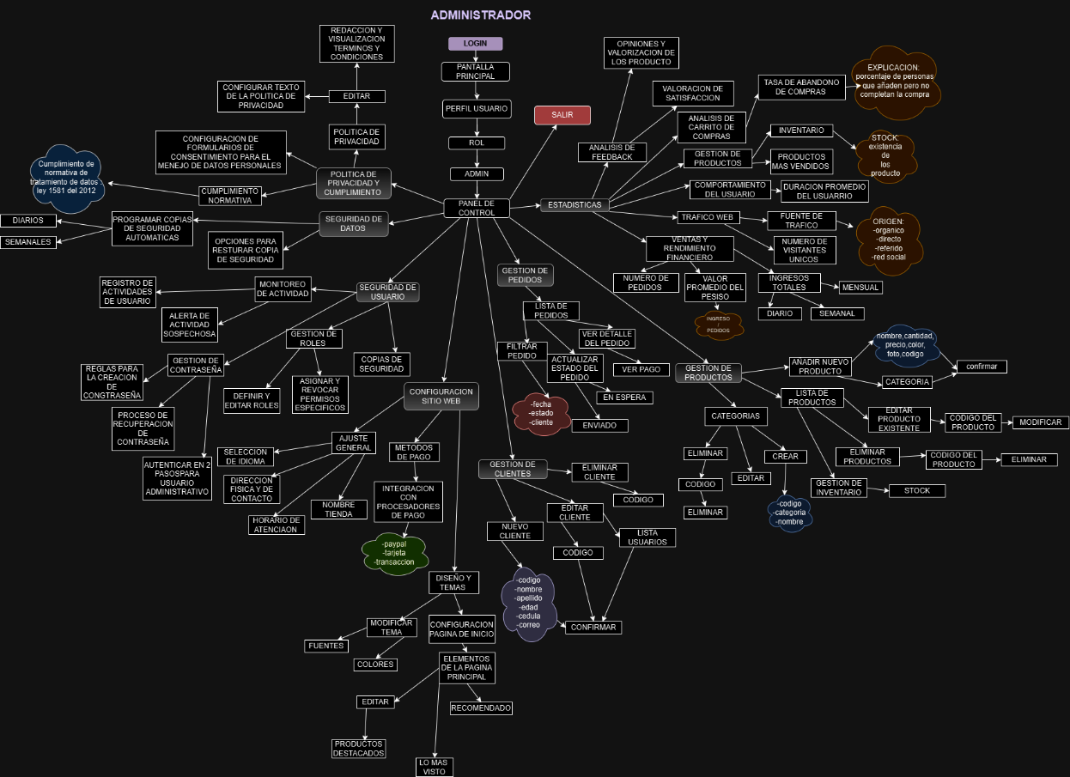 ADMINISTRADOR
LOGIN
PANTALLA
PRINCIPAL
PERFIL USUARIO
ROL
ADMIN
PANEL DE
CONTROL
SALIR
REDACCION Y
VISUALIZACION
TERMINOS Y
CONDICIONES
CONFIGURAR TEXTO
DE LA POLITICA DE
PRIVACIDAD
EDITAR
POLITICA DE
PRIVACIDAD
CONFIGURACION DE
FORMULARIOS DE
CONSENTIMIENTO PARA EL
MENEJO DE DATOS PERSONALES
POLITICA DE
PRIVACIDAD Y
CUMPLIMIENTO
Cumplimiento de
normativa de
tratamiento de datos :
ley 1581 del 2012
CUMPLIMIENTO
NORMATIVA
SEGURIDAD DE
DATOS
DIARIOS
SEMANALES
PROGRAMAR COPIAS
DE SEGURIDAD
AUTOMATICAS
OPCIONES PARA
RESTURAR COPIA
DE SEGURIDAD
SEGURIDAD DE
USUARIO
MONITOREO
DE ACTIVIDAD
REGISTRO DE
ACTIVIDADES
DE USUARIO
ALERTA DE
ACTIVIDAD
SOSPECHOSA
GESTION DE
ROLES
DEFINIR Y
EDITAR ROLES
ASIGNAR Y
REVOCAR
PERMISOS
ESPECIFICOS
COPIAS DE
SEGURIDAD
GESTION DE
CONTRASEÑA
REGLAS PARA
LA CREACION
DE CONGTRASEÑA
PROCESO DE
RECUPERACION
DE
CONTRASEÑA
AUTENTICAR EN 2
PASOSPARA
USUARIO
ADMINISTRATIVO
CONFIGURACION
SITIO WEB
AJUSTE
GENERAL
SELECCION
DE IDIOMA
DIRECCION
FISICA Y DE
CONTACTO
HORARIO DE
ATENCIAON
NOMBRE
TIENDA
METODOS
DE PAGO
INTEGRACION
CON
PROCESADORES
DE PAGO
-paypal
-tarjeta
-transaccion
DISEÑO Y
TEMAS
MODIFICAR
TEMA
FUENTES
COLORES
CONFIGURACION
PAGINA DE INICIO
ELEMENTOS
DE LA PAGINA
PRINCIPAL
EDITAR
RECOMENDADO
PRODUCTOS
DESTACADOS
LO MAS
VISTO
GESTION DE
PEDIDOS
LISTA DE
PEDIDOS
FILTRAR
PEDIDO
-fecha
-estado
-cliente
ACTUALIZAR
ESTADO DEL
PEDIDO
EN ESPERA
ENVIADO
VER DETALLE
DEL PEDIDO
VER PAGO
GESTION DE
CLIENTES
ELIMINAR
CLIENTE
CODIGO
EDITAR
CLIENTE
CODIGO
LISTA
USUARIOS
NUEVO
CLIENTE
-codigo
-nombre
-apellido
-edad
-cedula
-correo
CONFIRMAR
ESTADISTICAS
ANALISIS DE
FEEDBACK
OPINIONES Y
VALORIZACION DE
LOS PRODUCTO
VALORACION DE
SATISFACCION
ANALISIS DE
CARRITO DE
COMPRAS
TASA DE ABANDONO
DE COMPRAS
EXPLICACION:
porcentaje de personas
que añaden pero no
completan la compra
GESTION DE
PRODUCTOS
INVENTARIO
PRODUCTOS
MAS VENDIDOS
STOCK:
existencia
de
los
producto
COMPORTAMIENTO
DEL USUARIO
DURACION PROMEDIO
DEL USUARRIO
TRAFICO WEB
FUENTE DE
TRAFICO
NUMERO DE
VISITANTES
UNICOS
ORIGEN:
-organico
-directo
-referido
-red social
VENTAS Y
RENDIMIENTO
FINANCIERO
NUMERO DE
PEDIDOS
VALOR
PROMEDIO DEL
PESISO
INGRESO
/
PEDIDOS
INGRESOS
TOTALES
MENSUAL
DIARIO
SEMANAL
GESTION DE
PRODUCTOS
AÑADIR NUEVO
PRODUCTO
nombre,cantidad,
precio,color,
foto,codigo
CATEGORIA
confirmar
LISTA DE
PRODUCTOS
EDITAR
PRODUCTO
EXISTENTE
CODIGO DEL
PRODUCTO
MODIFICAR
ELIMINAR
PRODUCTOS
CODIGO DEL
PRODUCTO
ELIMINAR
GESTION DE
INVENTARIO
STOCK
CATEGORIAS
ELIMINAR
CODIGO
ELIMINAR
EDITAR
CREAR
-codigo
-categoria
-nombre